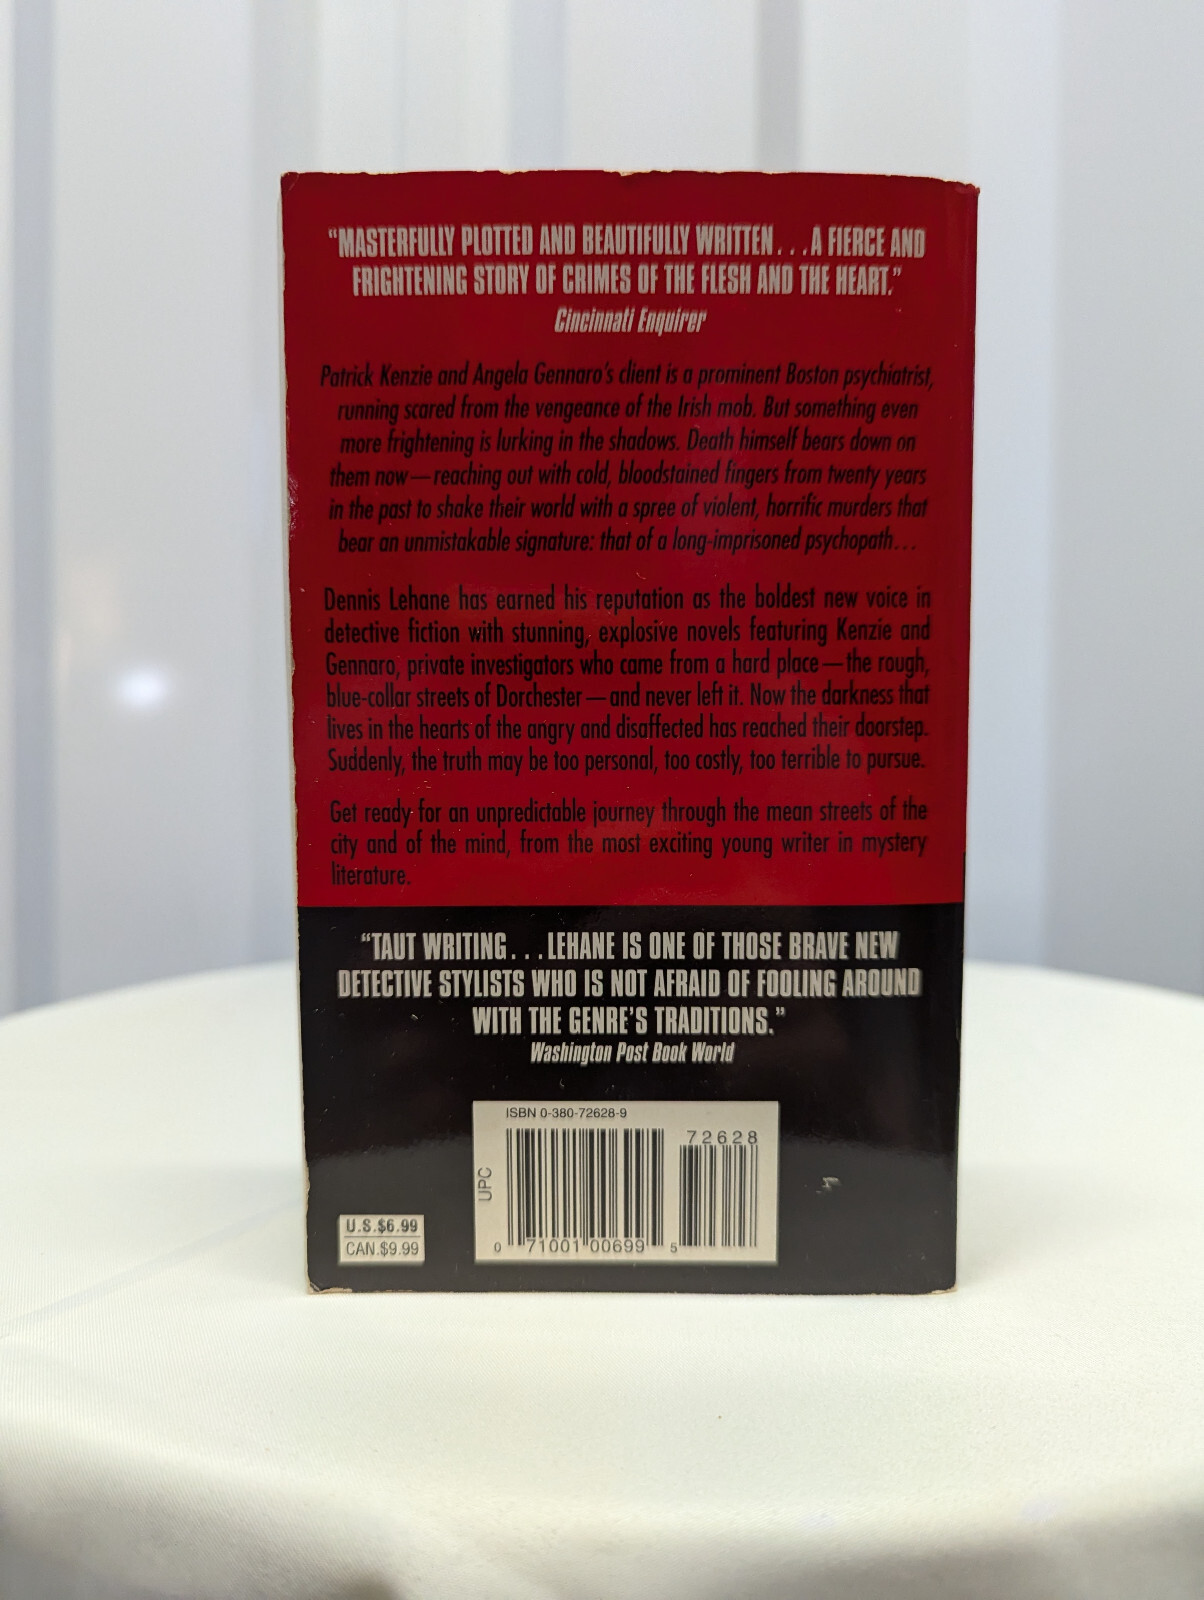 “MASTERFULLY PLOTTED AND BEAUTIFULLY WRITTEN . . . A FIERCE AND
FRIGHTENING STORY OF CRIMES OF THE FLESH AND THE HEART.”
Cincinnati Enquirer
Patrick Kenzie and Angela Gennaro’s client is a prominent Boston psychiatrist,
running scared from the vengeance of the Irish mob. But something even
more frightening is lurking in the shadows. Death himself bears down on
them now—reaching out with cold, bloodstained fingers from twenty years
in the past to shake their world with a spree of violent, horrific murders that
bear an unmistakable signature: that of a long-imprisoned psychopath...
Dennis Lehane has earned his reputation as the boldest new voice in
detective fiction with stunning, explosive novels featuring Kenzie and
Gennaro, private investigators who came from a hard place—the rough,
blue-collar streets of Dorchester—and never left it. Now the darkness that
lives in the hearts of the angry and disaffected has reached their doorstep.
Suddenly, the truth may be too personal, too costly, too terrible to pursue.
Get ready for an unpredictable journey through the mean streets of the
city and of the mind, from the most exciting young writer in mystery
literature.
“TAUT WRITING . . . LEHANE IS ONE OF THOSE BRAVE NEW
DETECTIVE STYLISTS WHO IS NOT AFRAID OF FOOLING AROUND
WITH THE GENRE’S TRADITIONS.”
Washington Post Book World
ISBN 0-380-72628-9
72628
UPC
0 71001 00699 5
U.S.$6.99
CAN.$9.99